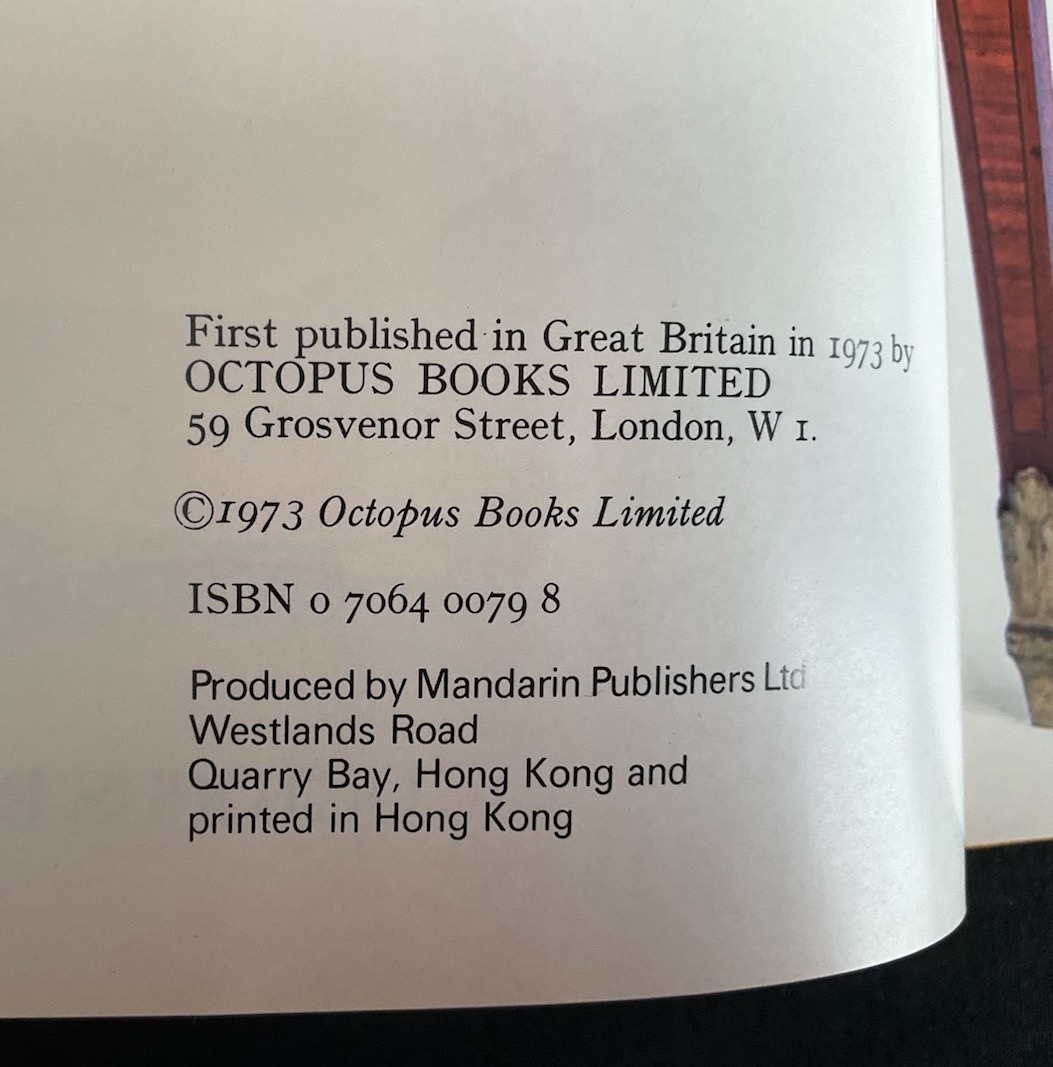 First published in Great Britain in 1973 by
OCTOPUS BOOKS LIMITED
59 Grosvenor Street, London, W 1.
©1973 Octopus Books Limited
ISBN 0 7064 0079 8
Produced by Mandarin Publishers Ltd
Westlands Road
Quarry Bay, Hong Kong and
printed in Hong Kong